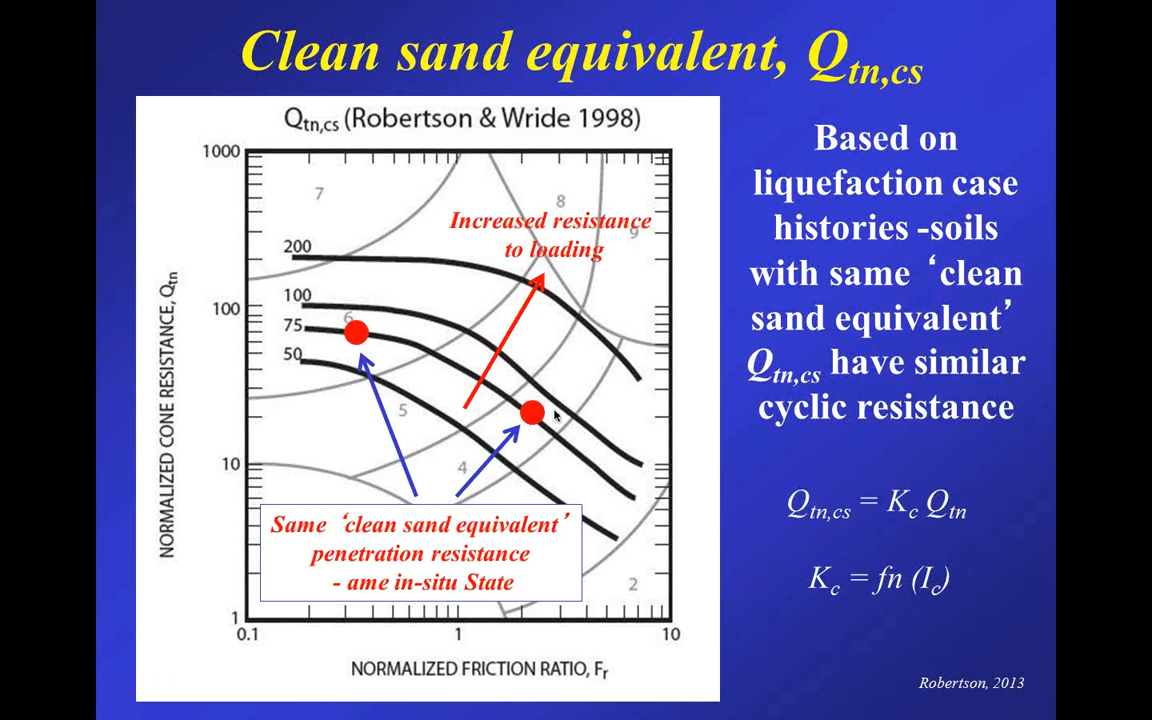 Clean sand equivalent, Qtn,cs
Qtn,cs (Robertson & Wride 1998)
1000
100
10
1
0.1
1
10
NORMALIZED CONE RESISTANCE, Qtn
NORMALIZED FRICTION RATIO, Fr
200
100
75
50
7
8
9
6
5
4
2
Increased resistance
to loading
Same ‘clean sand equivalent’
penetration resistance
- ame in-situ State
Based on
liquefaction case
histories -soils
with same ‘clean
sand equivalent’
Qtn,cs have similar
cyclic resistance
Qtn,cs = Kc Qtn
Kc = fn (Ic)
Robertson, 2013